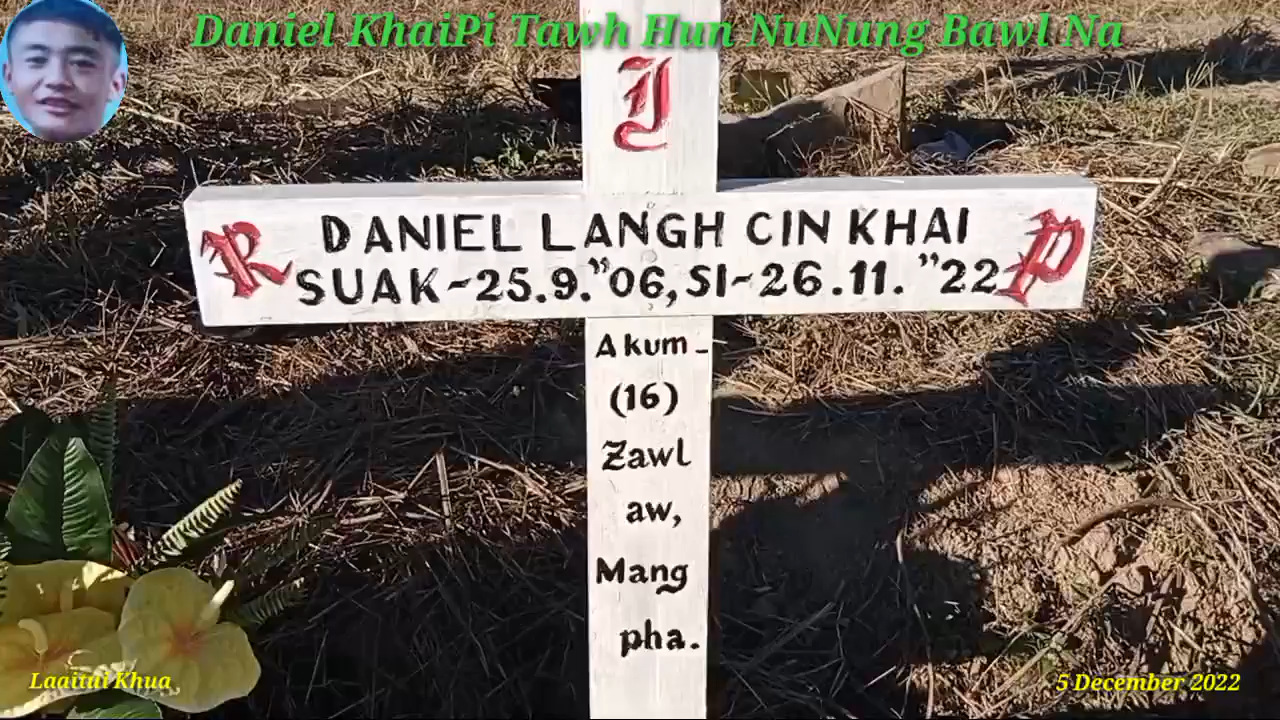 Daniel KhaiPi Tawh Hun NuNung Bawl Na
I
R
DANIEL LANGH CIN KHAI
SUAK~25.9."06, SI~26.11. "22
P
Akum-
(16)
Zawl
aw,
Mang
pha.
Laaitui Khua
5 December 2022